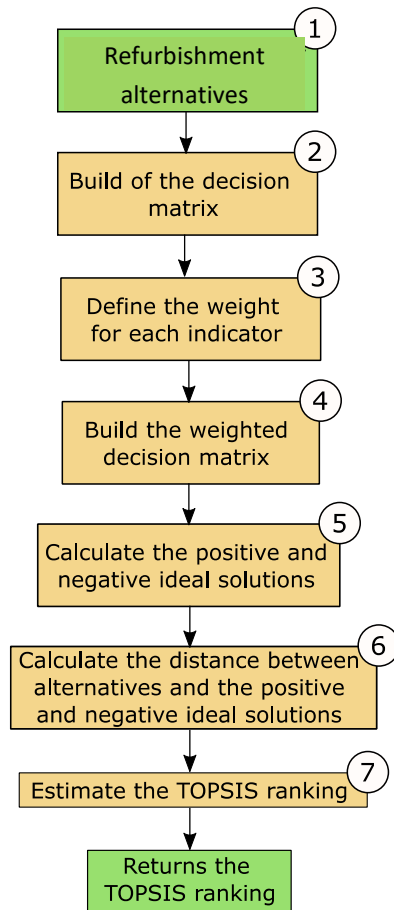 1
Refurbishment
alternatives
2
Build of the decision
matrix
3
Define the weight
for each indicator
4
Build the weighted
decision matrix
5
Calculate the positive and
negative ideal solutions
6
Calculate the distance between
alternatives and the positive
and negative ideal solutions
7
Estimate the TOPSIS ranking
Returns the
TOPSIS ranking